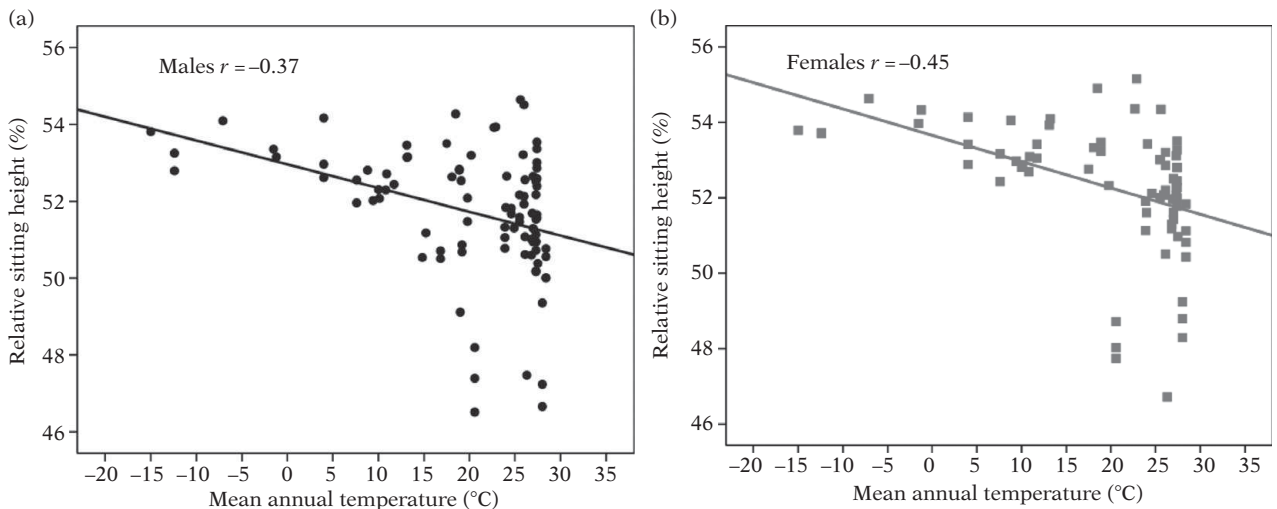 (a)
Males r = –0.37
Relative sitting height (%)
56
54
52
50
48
46
–20 –15 –10 –5 0 5 10 15 20 25 30 35
Mean annual temperature (°C)
(b)
Females r = –0.45
Relative sitting height (%)
56
54
52
50
48
46
–20 –15 –10 –5 0 5 10 15 20 25 30 35
Mean annual temperature (°C)